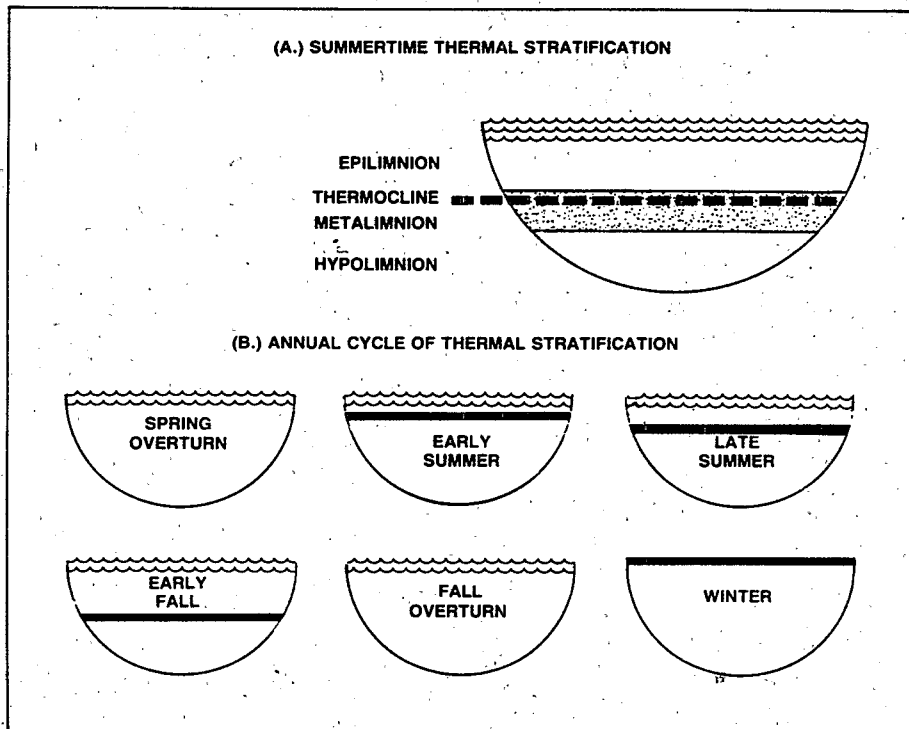 (A.) SUMMERTIME THERMAL STRATIFICATION
EPILIMNION
THERMOCLINE
METALIMNION
HYPOLIMNION
(B.) ANNUAL CYCLE OF THERMAL STRATIFICATION
SPRING
OVERTURN
EARLY
SUMMER
LATE
SUMMER
EARLY
FALL
FALL
OVERTURN
WINTER